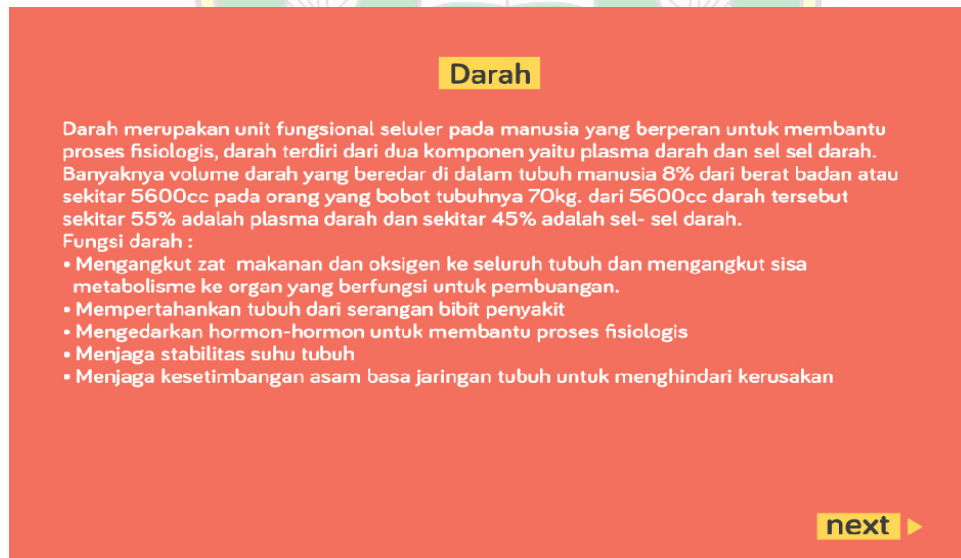 Darah
Darah merupakan unit fungsional seluler pada manusia yang berperan untuk membantu
proses fisiologis, darah terdiri dari dua komponen yaitu plasma darah dan sel sel darah.
Banyaknya volume darah yang beredar di dalam tubuh manusia 8% dari berat badan atau
sekitar 5600cc pada orang yang bobot tubuhnya 70kg. dari 5600cc darah tersebut
sekitar 55% adalah plasma darah dan sekitar 45% adalah sel- sel darah.
Fungsi darah :
• Mengangkut zat  makanan dan oksigen ke seluruh tubuh dan mengangkut sisa
metabolisme ke organ yang berfungsi untuk pembuangan.
• Mempertahankan tubuh dari serangan bibit penyakit
• Mengedarkan hormon-hormon untuk membantu proses fisiologis
• Menjaga stabilitas suhu tubuh
• Menjaga kesetimbangan asam basa jaringan tubuh untuk menghindari kerusakan
next